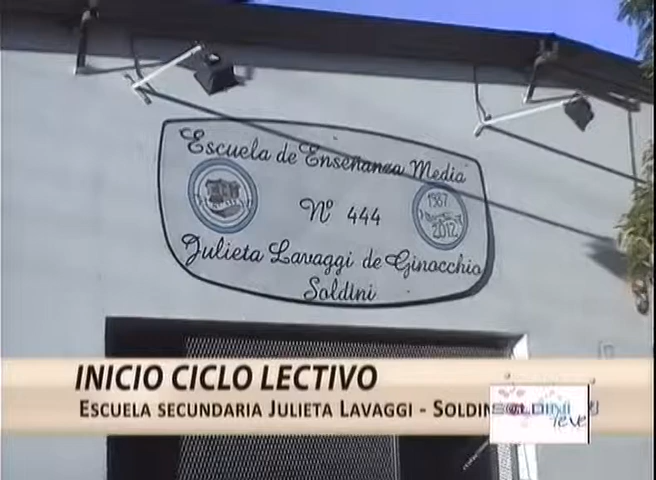 Escuela de Enseñanza Media
1987
2012
Nº 444
Julieta Lavaggi de Ginocchio
Soldini
INICIO CICLO LECTIVO
ESCUELA SECUNDARIA JULIETA LAVAGGI - SOLDINI
SOLDINI
TeVe